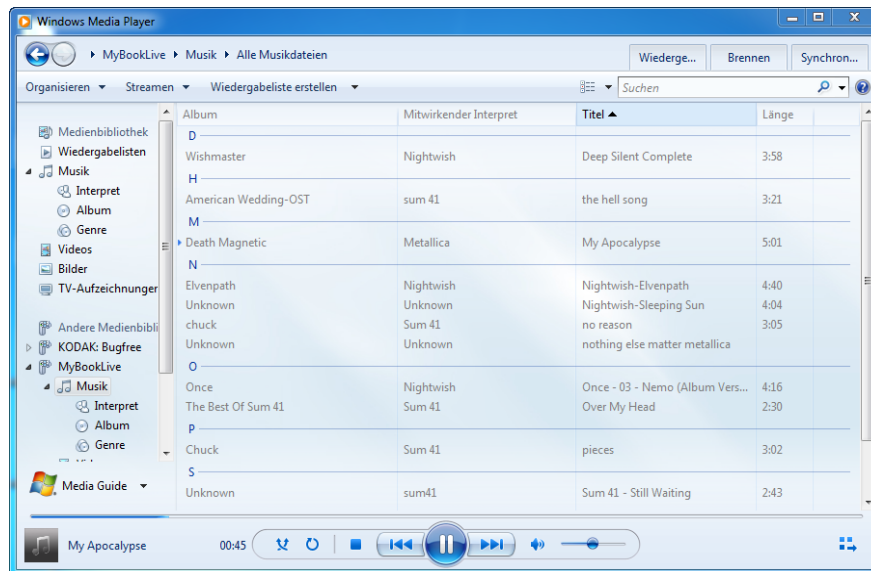 Windows Media Player
MyBookLive Musik Alle Musikdateien Wiederge... Brennen Synchron...
Organisieren Streamen Wiedergabeliste erstellen Suchen
Album Mitwirkender Interpret Titel Länge
Medienbibliothek
Wiedergabelisten
Musik
Interpret
Album
Genre
Videos
Bilder
TV-Aufzeichnunger
Andere Medienbibli
KODAK: Bugfree
MyBookLive
Musik
Interpret
Album
Genre
Media Guide
D
Wishmaster Nightwish Deep Silent Complete 3:58
H
American Wedding-OST sum 41 the hell song 3:21
M
Death Magnetic Metallica My Apocalypse 5:01
N
Elvenpath Nightwish Nightwish-Elvenpath 4:40
Unknown Unknown Nightwish-Sleeping Sun 4:04
chuck Sum 41 no reason 3:05
Unknown Unknown nothing else matter metallica
O
Once Nightwish Once - 03 - Nemo (Album Vers... 4:16
The Best Of Sum 41 Sum 41 Over My Head 2:30
P
Chuck Sum 41 pieces 3:02
S
Unknown sum41 Sum 41 - Still Waiting 2:43
My Apocalypse 00:45